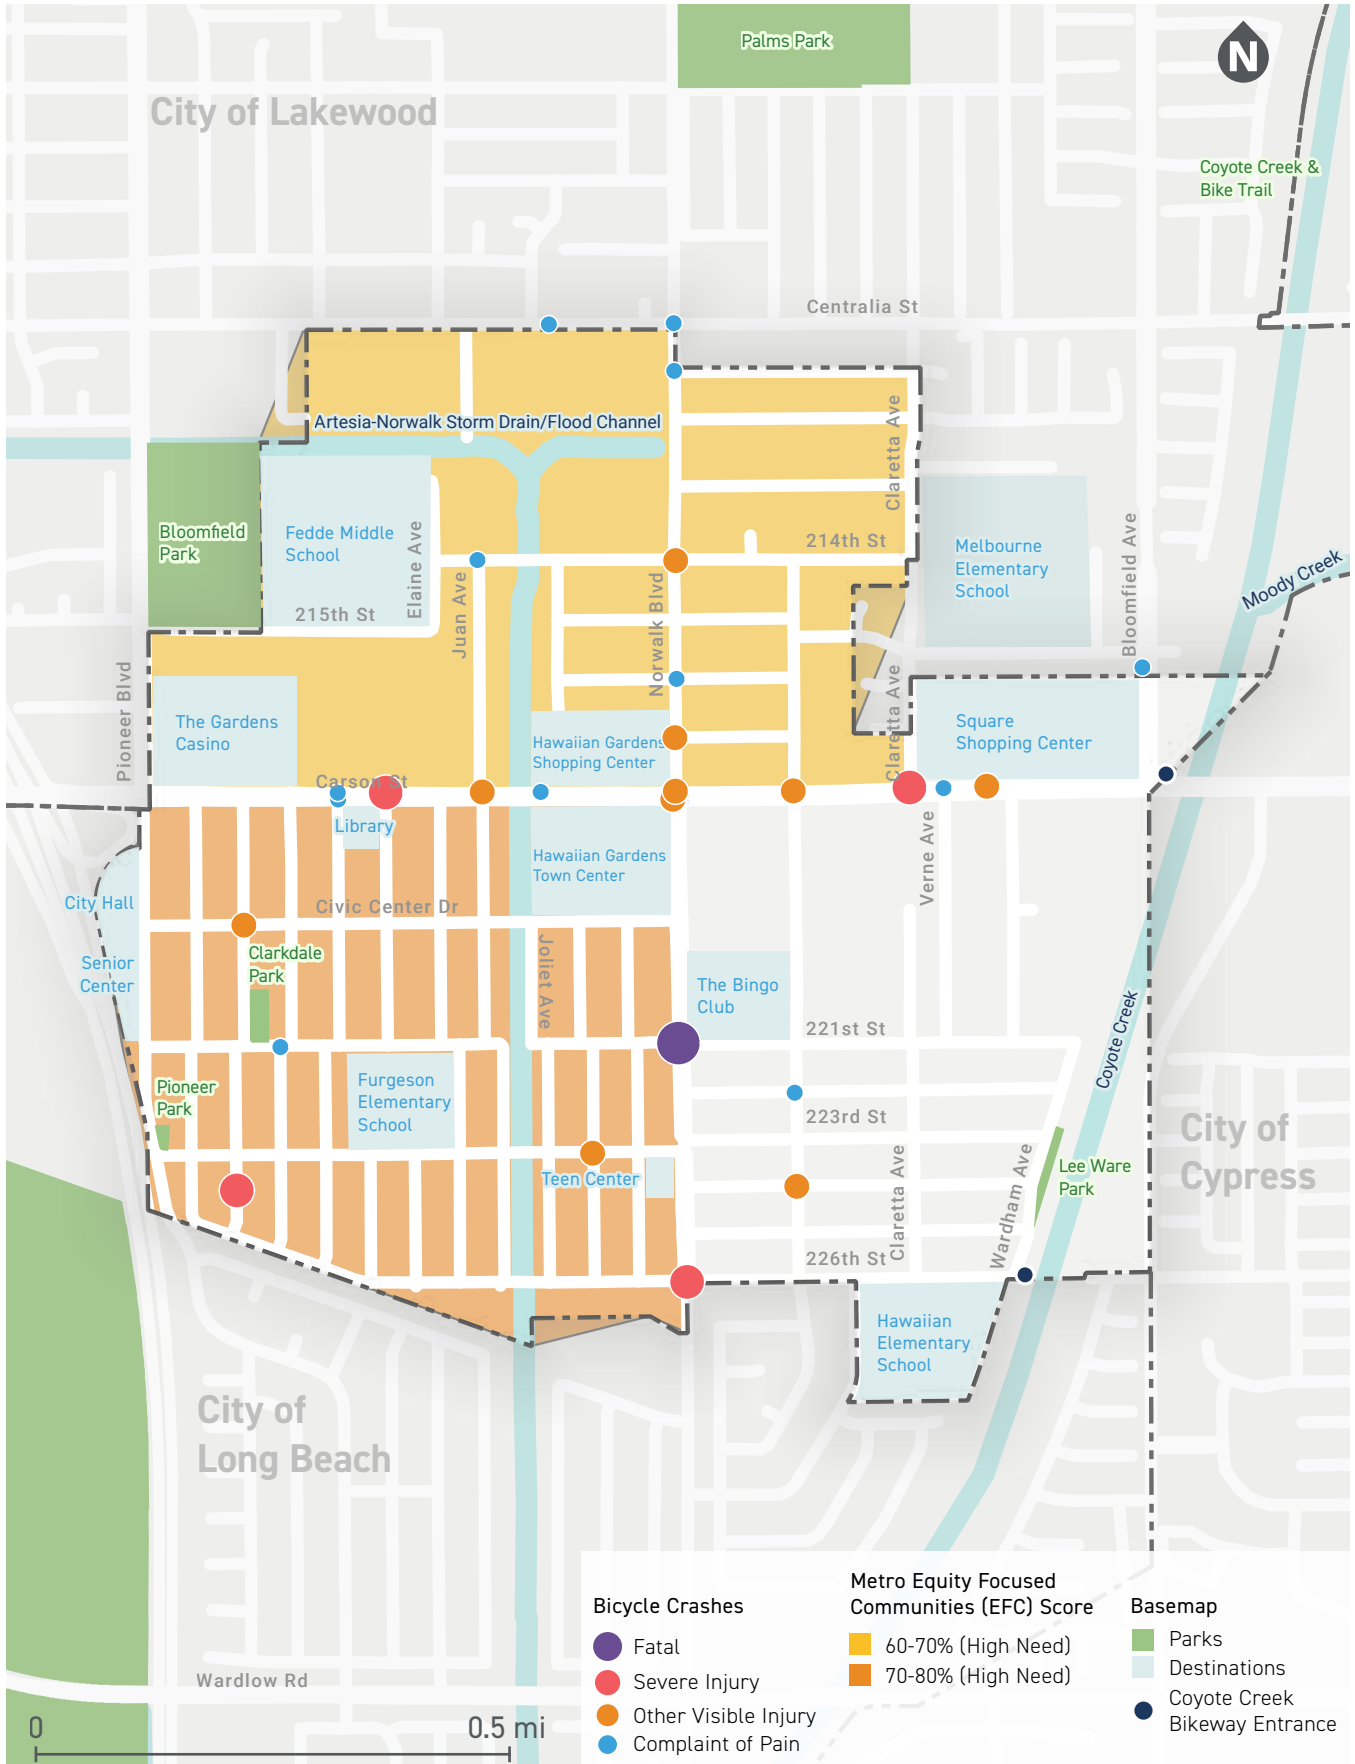 Palms Park
N
City of Lakewood
Coyote Creek &
Bike Trail
Centralia St
Artesia-Norwalk Storm Drain/Flood Channel
Claretta Ave
Bloomfield
Park
Fedde Middle
School
Elaine Ave
214th St
Melbourne
Elementary
School
Bloomfield Ave
Moody Creek
215th St
Juan Ave
Norwalk Blvd
Pioneer Blvd
The Gardens
Casino
Hawaiian Gardens
Shopping Center
Claretta Ave
Square
Shopping Center
Carson St
Library
Hawaiian Gardens
Town Center
Verne Ave
City Hall
Civic Center Dr
Clarkdale
Park
Senior
Center
Joliet Ave
The Bingo
Club
221st St
Coyote Creek
Pioneer
Park
Furgeson
Elementary
School
223rd St
City of
Cypress
Teen Center
Claretta Ave
Wardham Ave
Lee Ware
Park
226th St
Hawaiian
Elementary
School
City of
Long Beach
Wardlow Rd
0
0.5 mi
Bicycle Crashes
Fatal
Severe Injury
Other Visible Injury
Complaint of Pain
Metro Equity Focused
Communities (EFC) Score
60-70% (High Need)
70-80% (High Need)
Basemap
Parks
Destinations
Coyote Creek
Bikeway Entrance